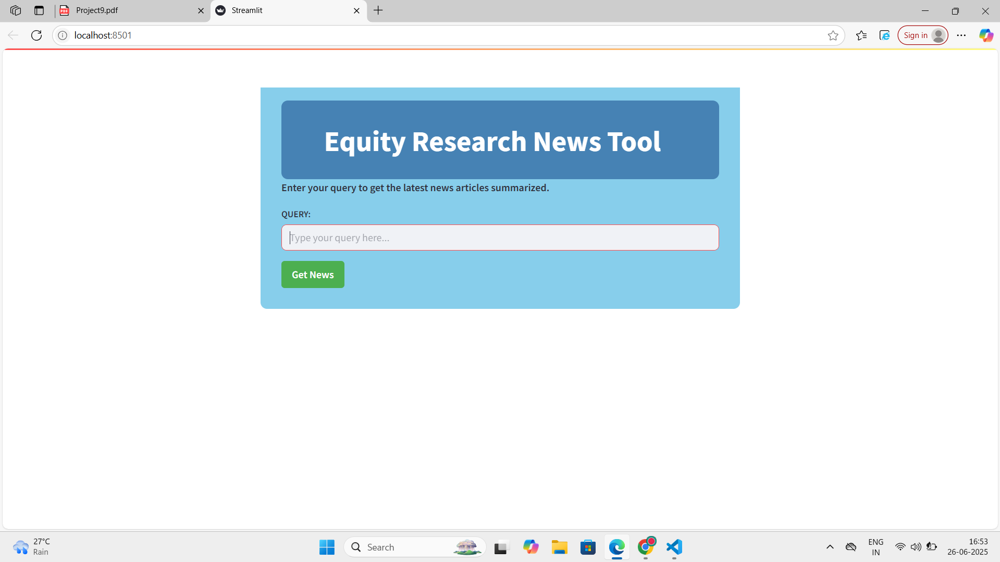 Project9.pdf
Streamlit
localhost:8501
Sign in
Equity Research News Tool
Enter your query to get the latest news articles summarized.
QUERY:
Type your query here...
Get News
27°C
Rain
Search
ENG
IN
16:53
26-06-2025